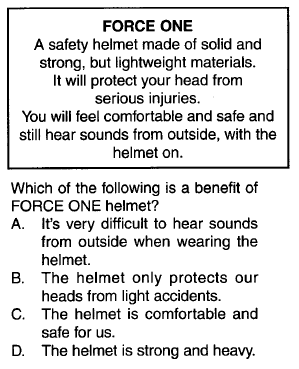 FORCE ONE
A safety helmet made of solid and
strong, but lightweight materials.
It will protect your head from
serious injuries.
You will feel comfortable and safe and
still hear sounds from outside, with the
helmet on.
Which of the following is a benefit of
FORCE ONE helmet?
A. It's very difficult to hear sounds
from outside when wearing the
helmet.
B. The helmet only protects our
heads from light accidents.
C. The helmet is comfortable and
safe for us.
D. The helmet is strong and heavy.